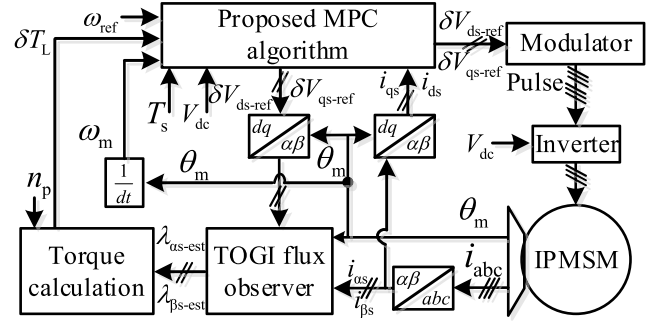 ω_ref
δT_L
Proposed MPC
algorithm
δV_ds-ref
δV_qs-ref
Modulator
Pulse
T_s
V_dc
δV_ds-ref
δV_qs-ref
i_qs
i_ds
ω_m
dq
αβ
dq
αβ
θ_m
V_dc
Inverter
1
dt
θ_m
n_p
θ_m
Torque
calculation
λ_αs-est
λ_βs-est
TOGI flux
observer
i_αs
i_βs
αβ
abc
i_abc
IPMSM